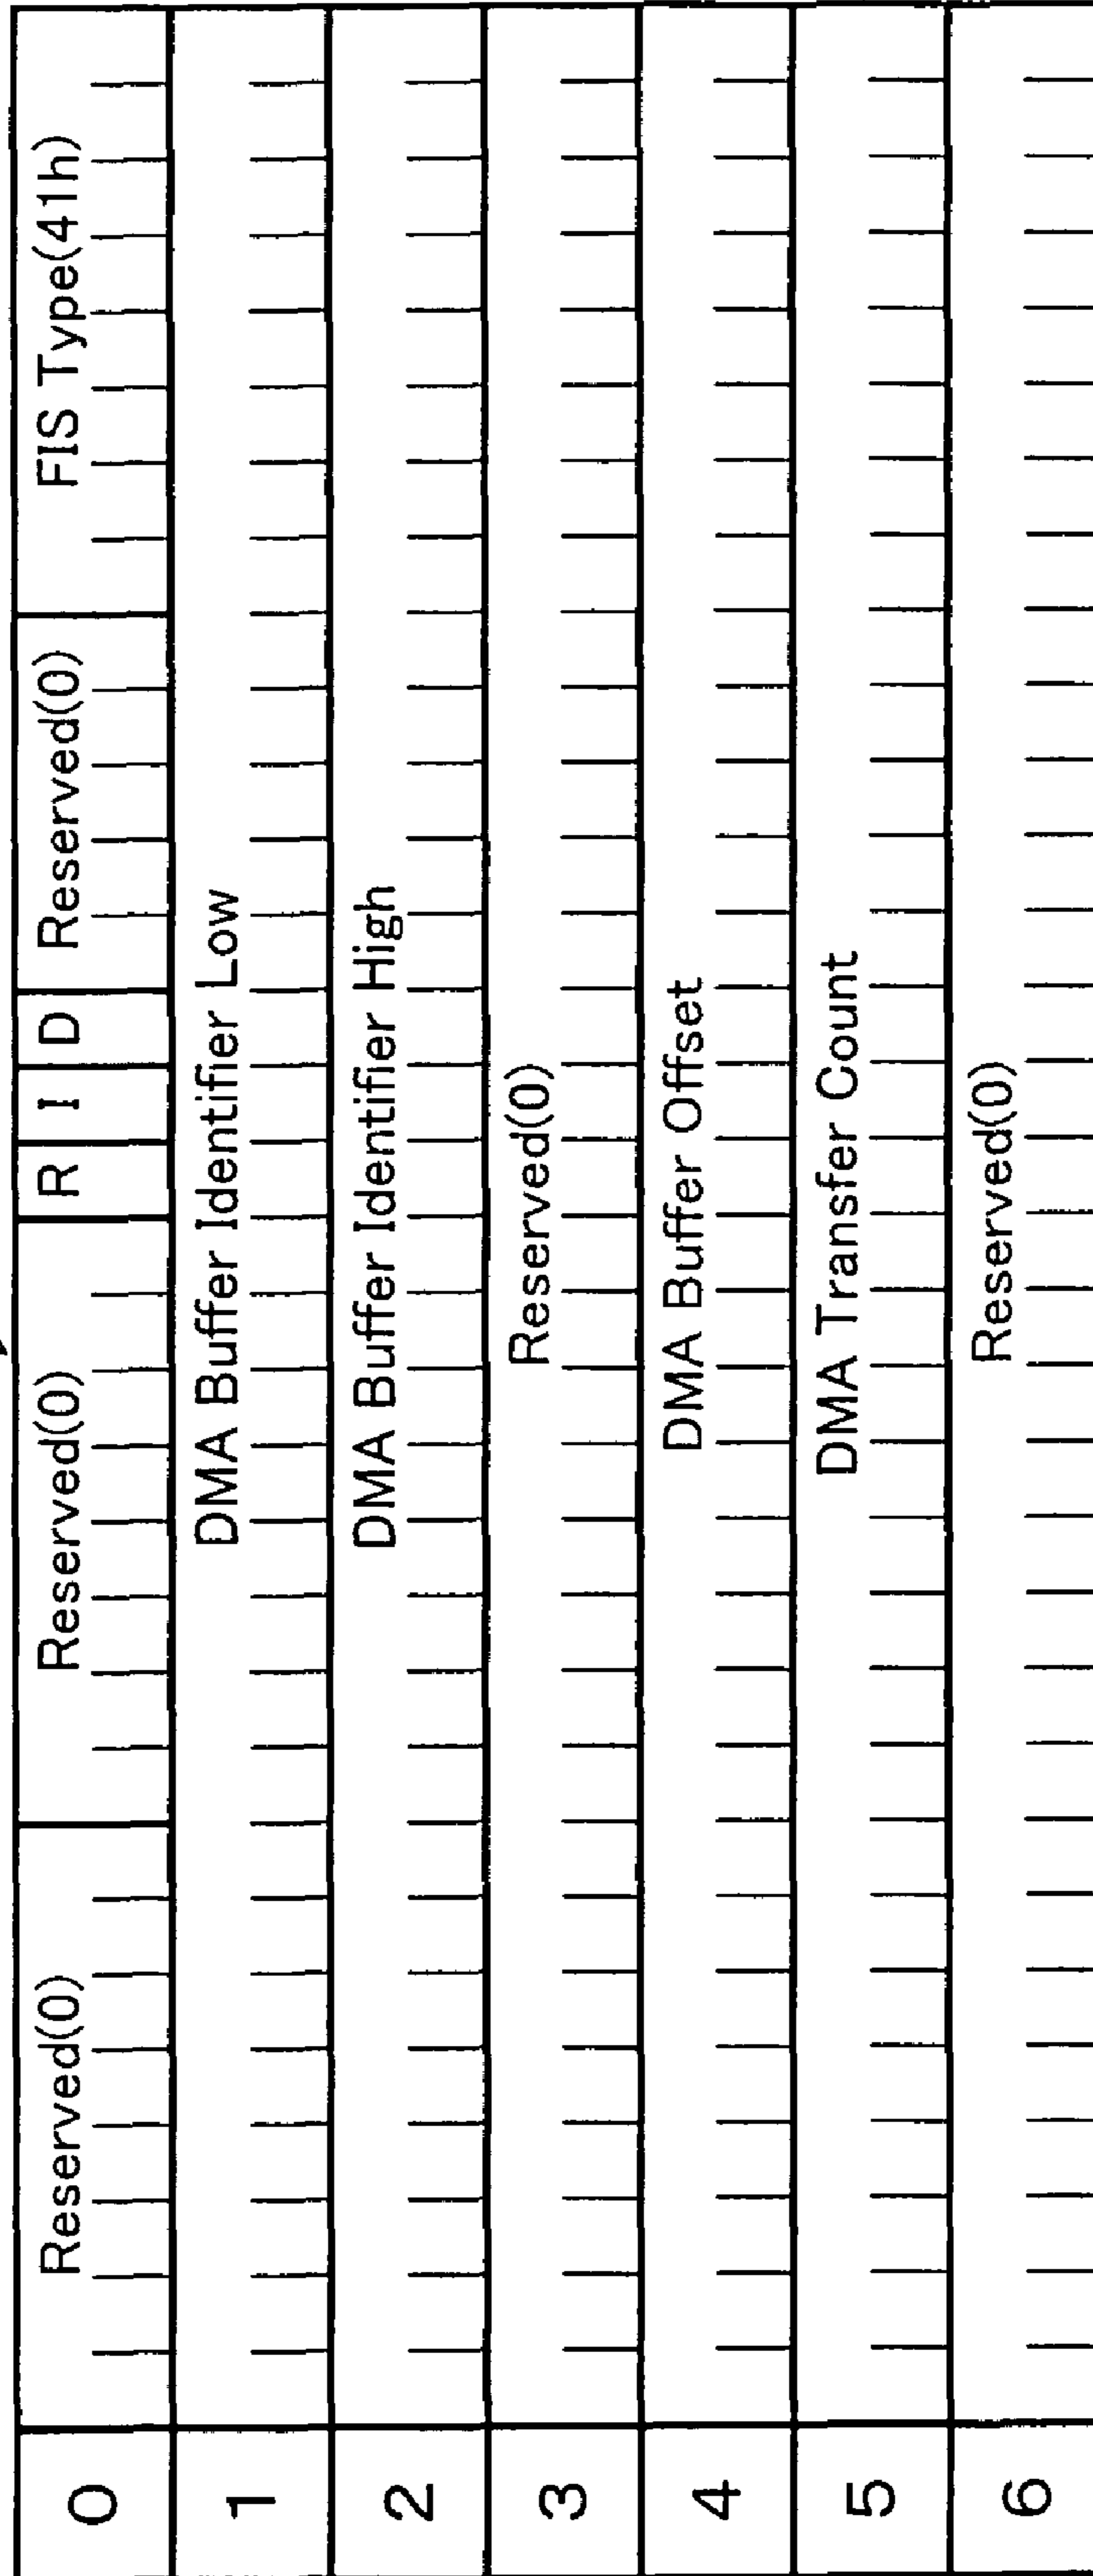 0 Reserved(0) Reserved(0) R I D Reserved(0) FIS Type(41h)
1 DMA Buffer Identifier Low
2 DMA Buffer Identifier High
3 Reserved(0)
4 DMA Buffer Offset
5 DMA Transfer Count
6 Reserved(0)